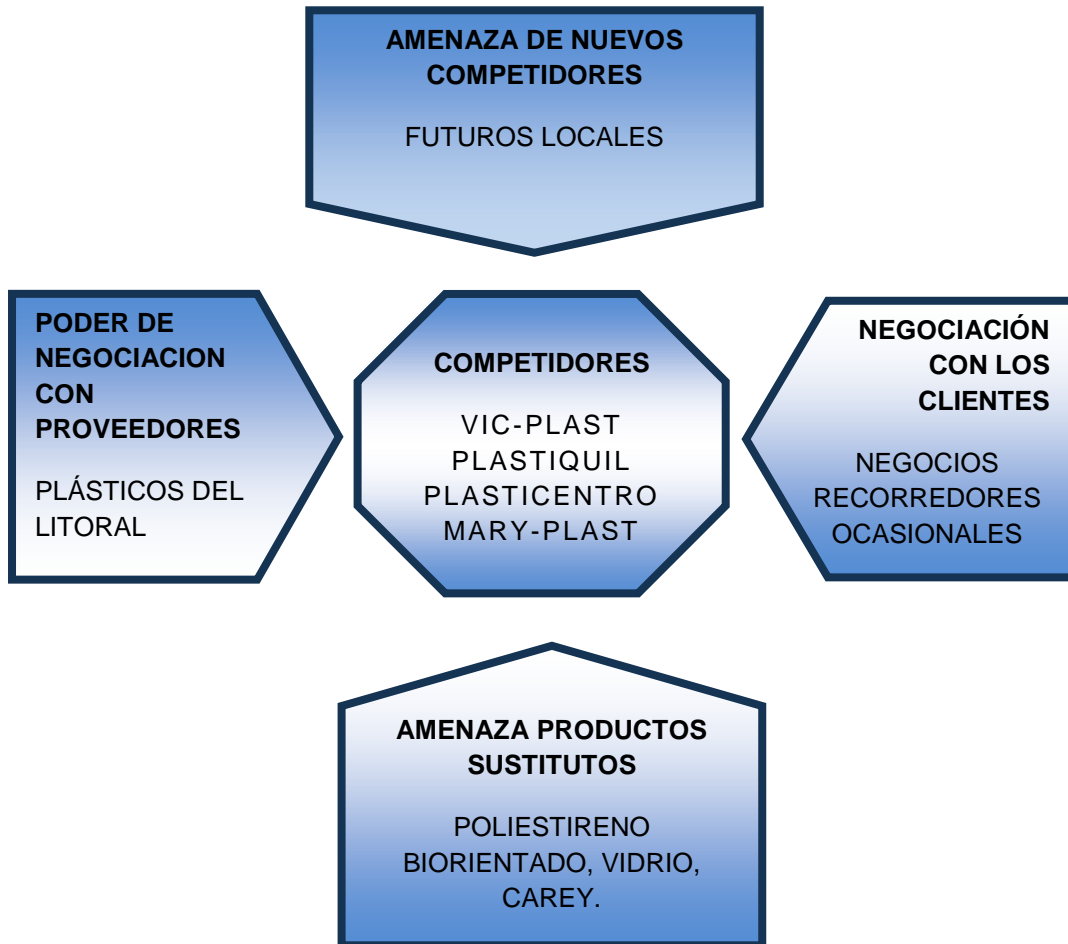 AMENAZA DE NUEVOS
COMPETIDORES
FUTUROS LOCALES
PODER DE
NEGOCIACION
CON
PROVEEDORES
PLÁSTICOS DEL
LITORAL
COMPETIDORES
VIC-PLAST
PLASTIQUIL
PLASTICENTRO
MARY-PLAST
NEGOCIACIÓN
CON LOS
CLIENTES
NEGOCIOS
RECORREDORES
OCASIONALES
AMENAZA PRODUCTOS
SUSTITUTOS
POLIESTIRENO
BIORIENTADO, VIDRIO,
CAREY.